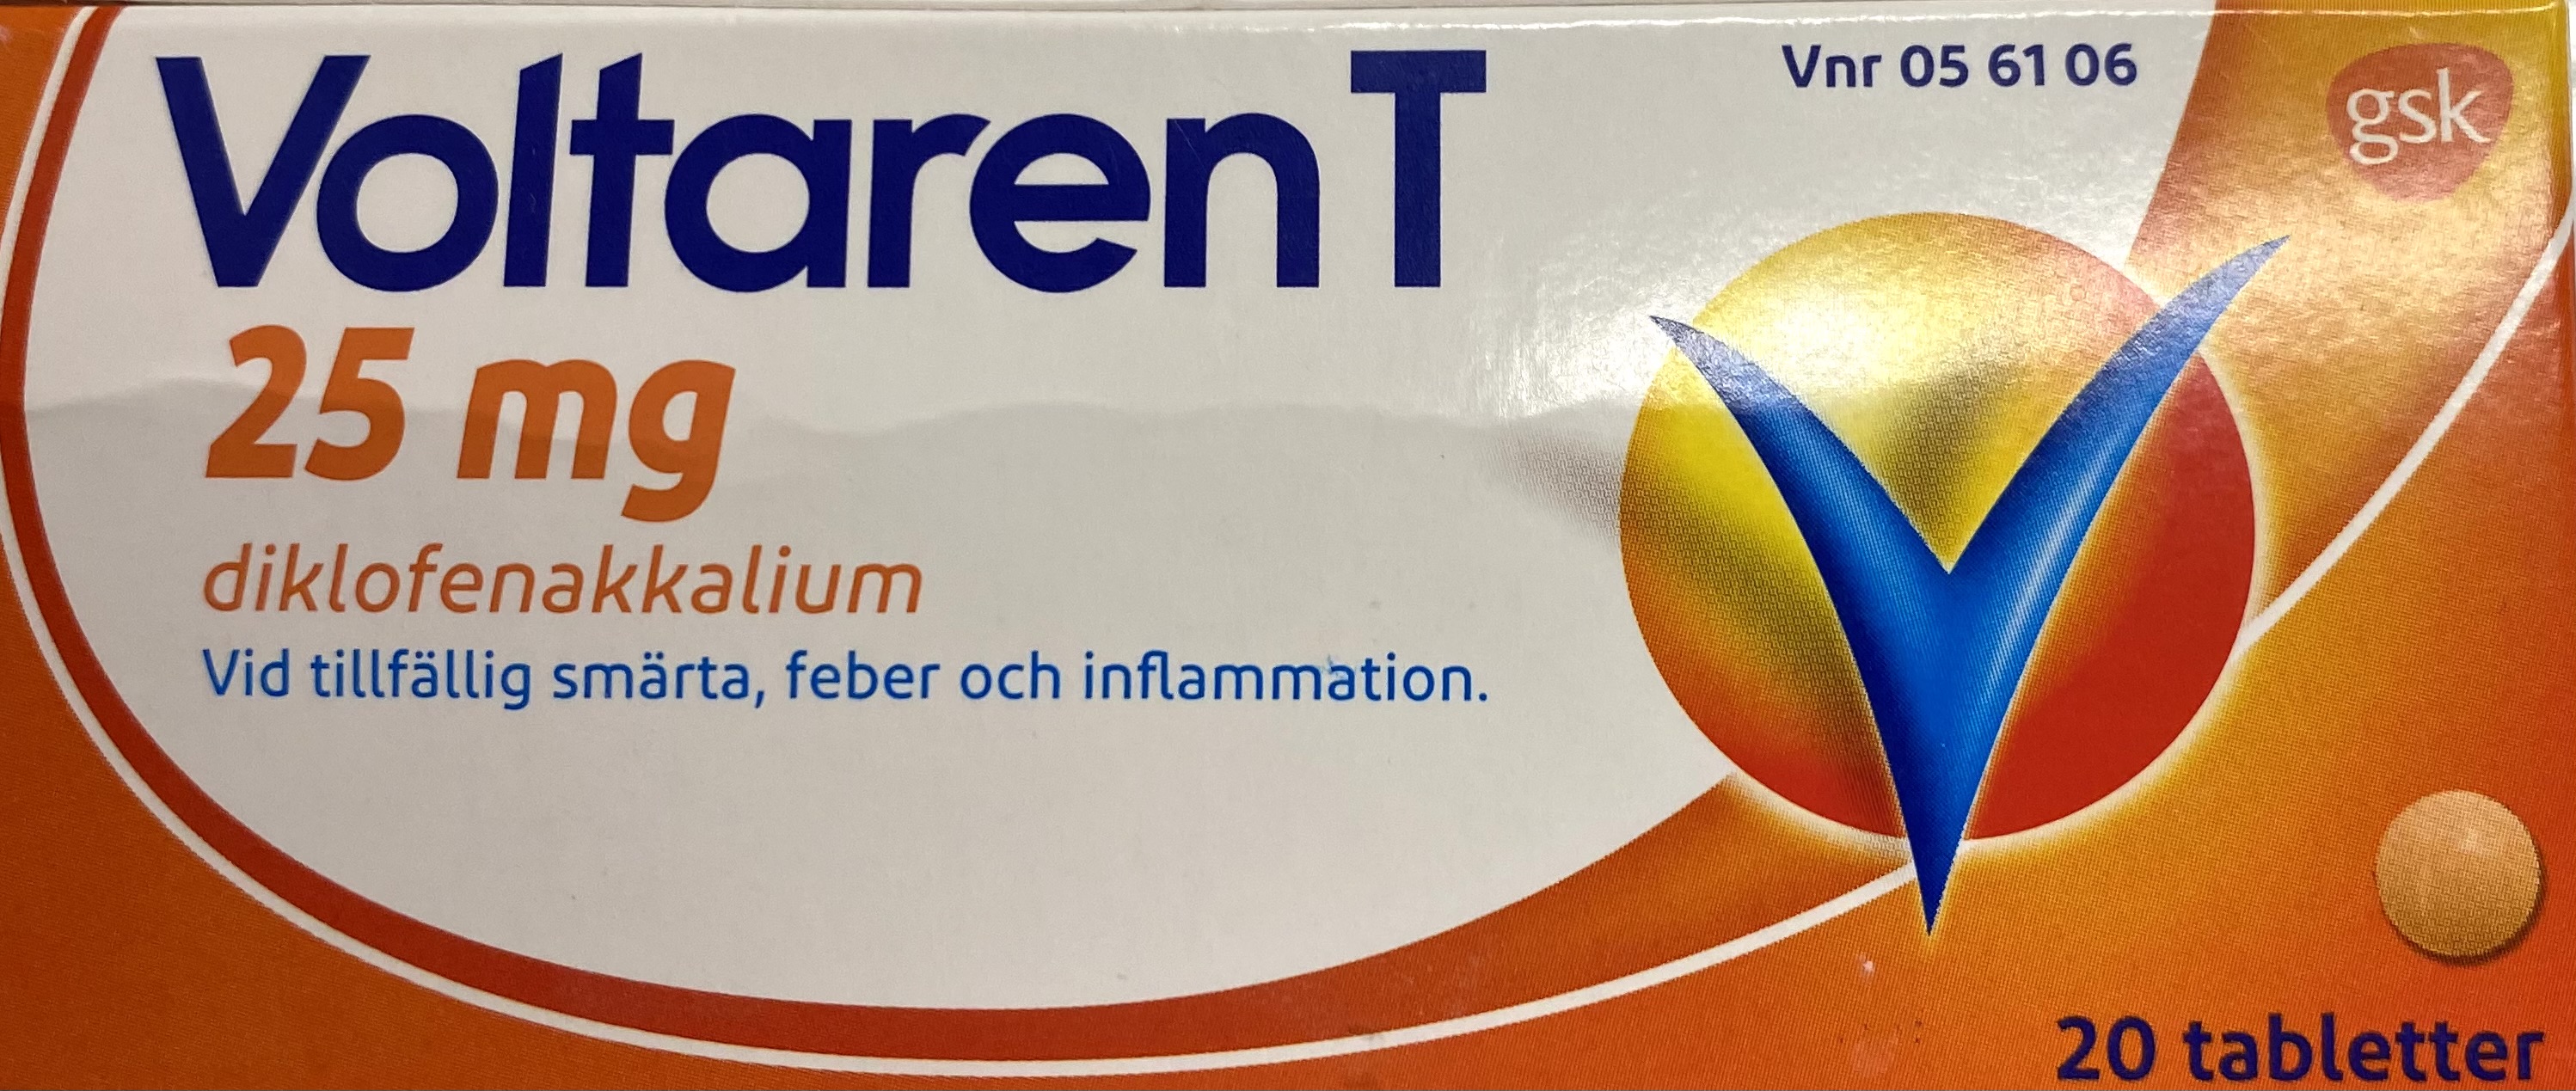 Voltaren T
Vnr 05 61 06
gsk
25 mg
diklofenakkalium
Vid tillfällig smärta, feber och inflammation.
20 tabletter